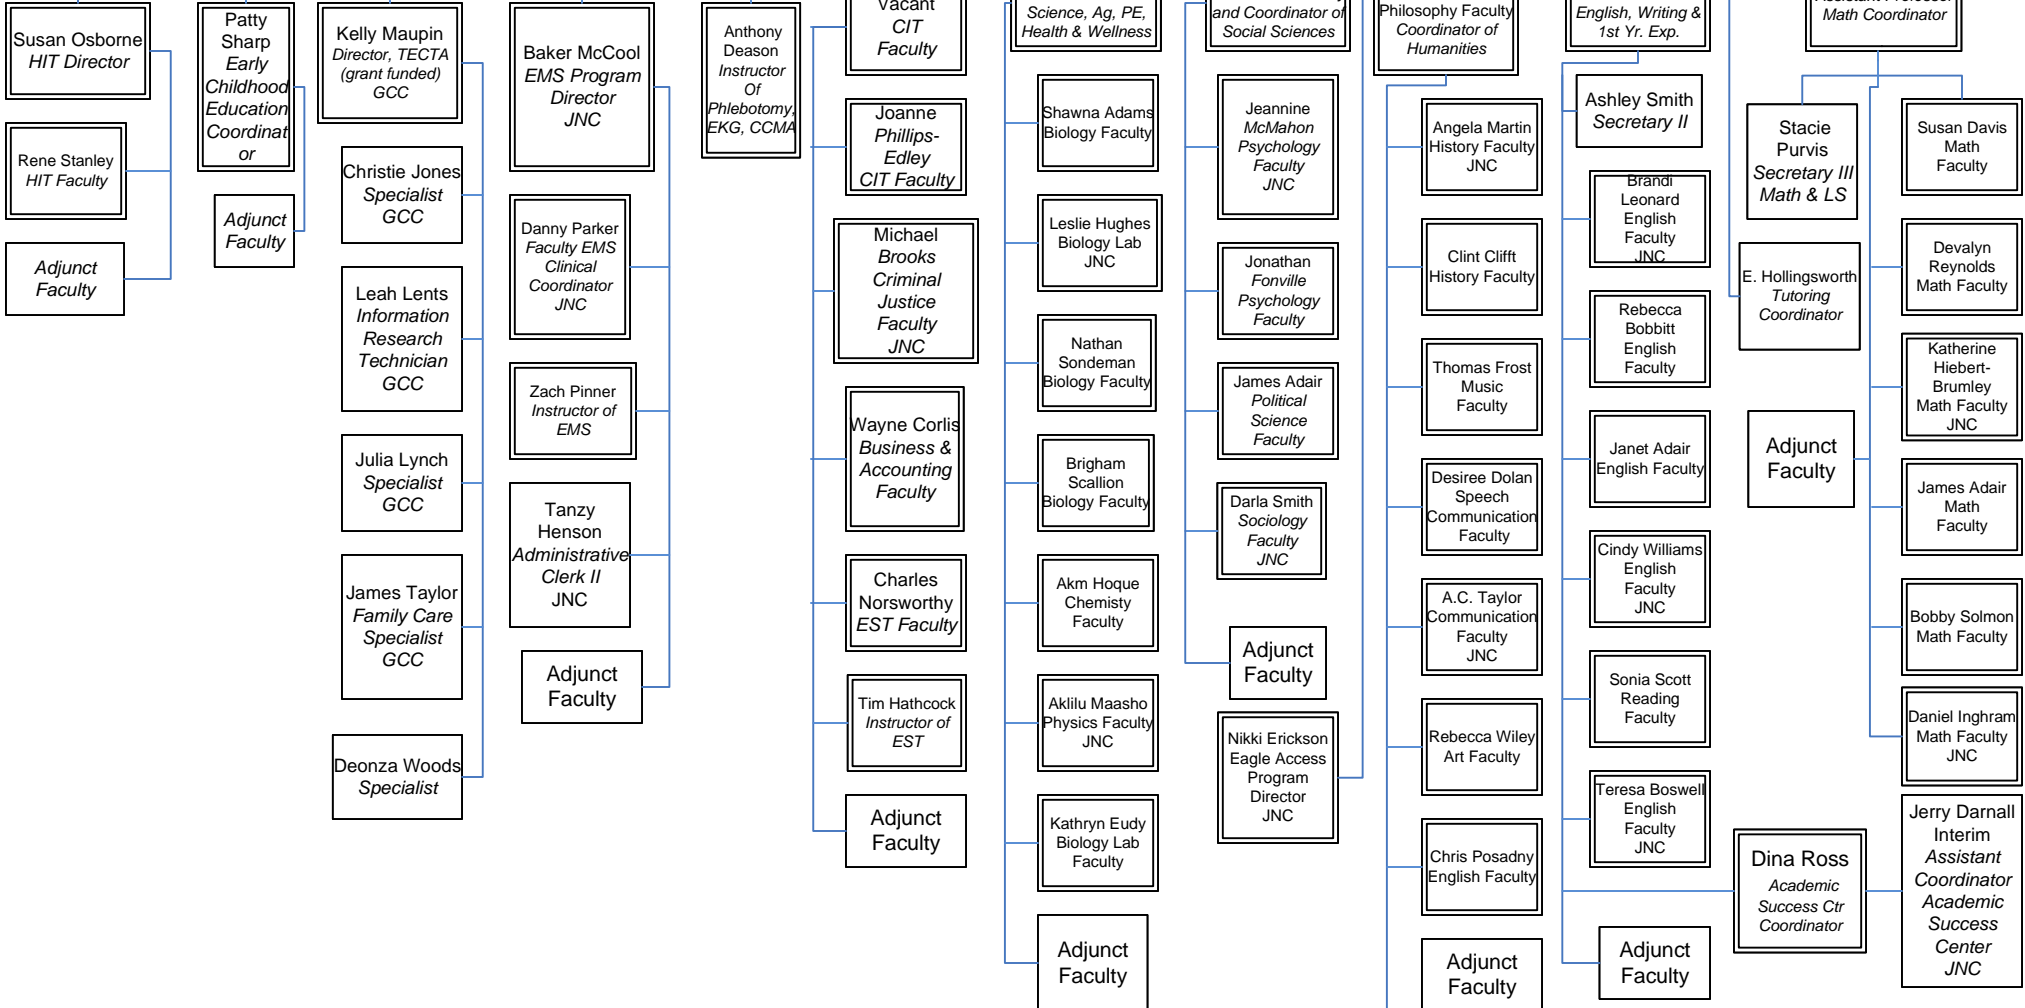 Susan Osborne
HIT Director
Rene Stanley
HIT Faculty
Adjunct
Faculty
Patty
Sharp
Early
Childhood
Education
Coordinat
or
Adjunct
Faculty
Kelly Maupin
Director, TECTA
(grant funded)
GCC
Christie Jones
Specialist
GCC
Leah Lents
Information
Research
Technician
GCC
Julia Lynch
Specialist
GCC
James Taylor
Family Care
Specialist
GCC
Deonza Woods
Specialist
Baker McCool
EMS Program
Director
JNC
Danny Parker
Faculty EMS
Clinical
Coordinator
JNC
Zach Pinner
Instructor of
EMS
Tanzy
Henson
Administrative
Clerk II
JNC
Adjunct
Faculty
Anthony
Deason
Instructor
Of
Phlebotomy,
EKG, CCMA
Vacant
CIT
Faculty
Joanne
Phillips-
Edley
CIT Faculty
Michael
Brooks
Criminal
Justice
Faculty
JNC
Wayne Corlis
Business &
Accounting
Faculty
Charles
Norsworthy
EST Faculty
Tim Hathcock
Instructor of
EST
Adjunct
Faculty
Science, Ag, PE,
Health & Wellness
Shawna Adams
Biology Faculty
Leslie Hughes
Biology Lab
JNC
Nathan
Sondeman
Biology Faculty
Brigham
Scallion
Biology Faculty
Akm Hoque
Chemisty
Faculty
Aklilu Maasho
Physics Faculty
JNC
Kathryn Eudy
Biology Lab
Faculty
Adjunct
Faculty
and Coordinator of
Social Sciences
Jeannine
McMahon
Psychology
Faculty
JNC
Jonathan
Fonville
Psychology
Faculty
James Adair
Political
Science
Faculty
Darla Smith
Sociology
Faculty
JNC
Adjunct
Faculty
Nikki Erickson
Eagle Access
Program
Director
JNC
Philosophy Faculty
Coordinator of
Humanities
Angela Martin
History Faculty
JNC
Clint Clifft
History Faculty
Thomas Frost
Music
Faculty
Desiree Dolan
Speech
Communication
Faculty
A.C. Taylor
Communication
Faculty
JNC
Rebecca Wiley
Art Faculty
Chris Posadny
English Faculty
Adjunct
Faculty
English, Writing &
1st Yr. Exp.
Ashley Smith
Secretary II
Brandi
Leonard
English
Faculty
JNC
Rebecca
Bobbitt
English
Faculty
Janet Adair
English Faculty
Cindy Williams
English
Faculty
JNC
Sonia Scott
Reading
Faculty
Teresa Boswell
English
Faculty
JNC
Adjunct
Faculty
Math Coordinator
Stacie
Purvis
Secretary III
Math & LS
E. Hollingsworth
Tutoring
Coordinator
Adjunct
Faculty
Dina Ross
Academic
Success Ctr
Coordinator
Susan Davis
Math
Faculty
Devalyn
Reynolds
Math Faculty
Katherine
Hiebert-
Brumley
Math Faculty
JNC
James Adair
Math
Faculty
Bobby Solmon
Math Faculty
Daniel Inghram
Math Faculty
JNC
Jerry Darnall
Interim
Assistant
Coordinator
Academic
Success
Center
JNC